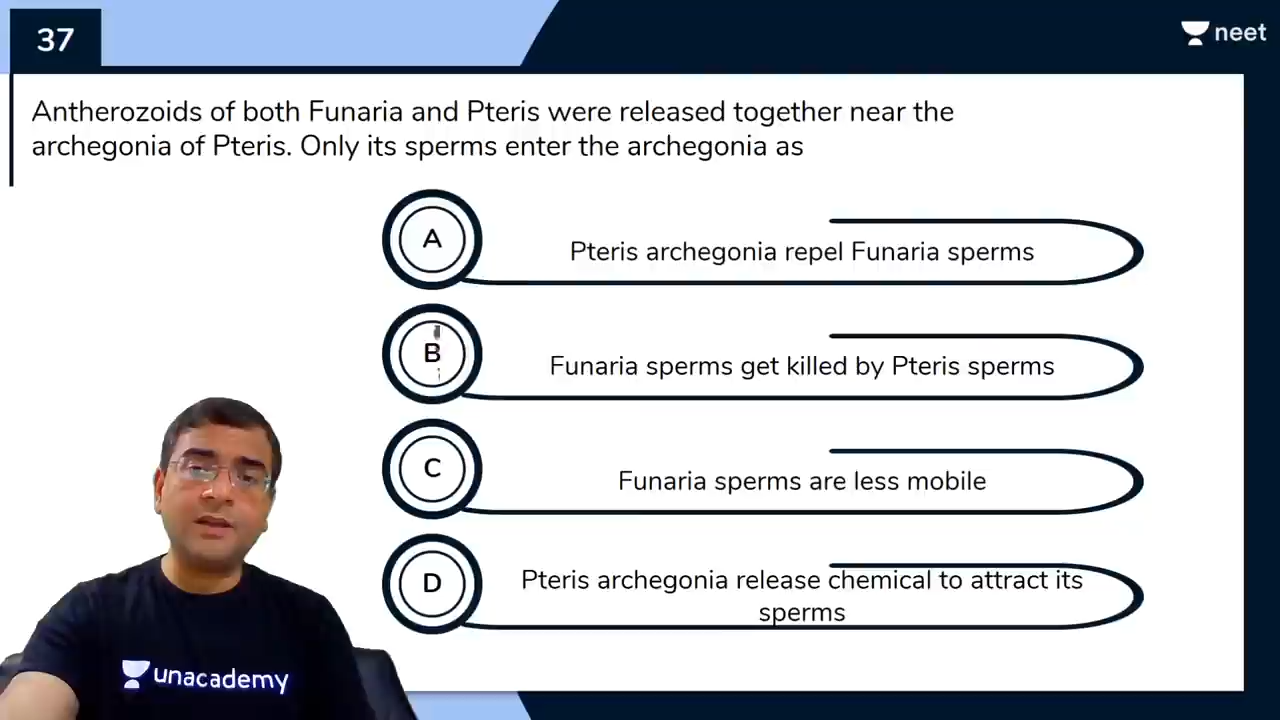 37
neet
Antherozoids of both Funaria and Pteris were released together near the
archegonia of Pteris. Only its sperms enter the archegonia as
A
Pteris archegonia repel Funaria sperms
B
Funaria sperms get killed by Pteris sperms
C
Funaria sperms are less mobile
D
Pteris archegonia release chemical to attract its
sperms
unacademy